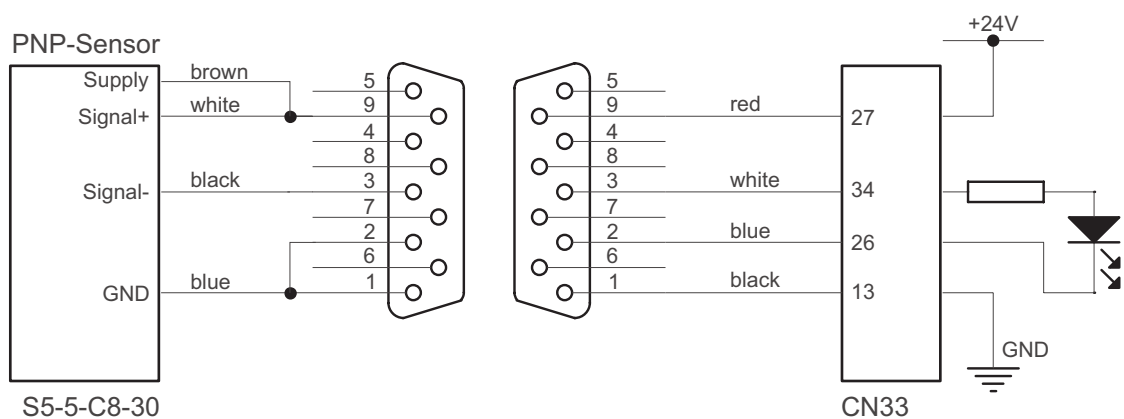 +24V
PNP-Sensor
Supply brown 5 5
Signal+ white 9 9 red 27
4 4
8 8
Signal- black 3 3 white 34
7 7
2 2 blue 26
6 6
GND blue 1 1 black 13
GND
S5-5-C8-30 CN33